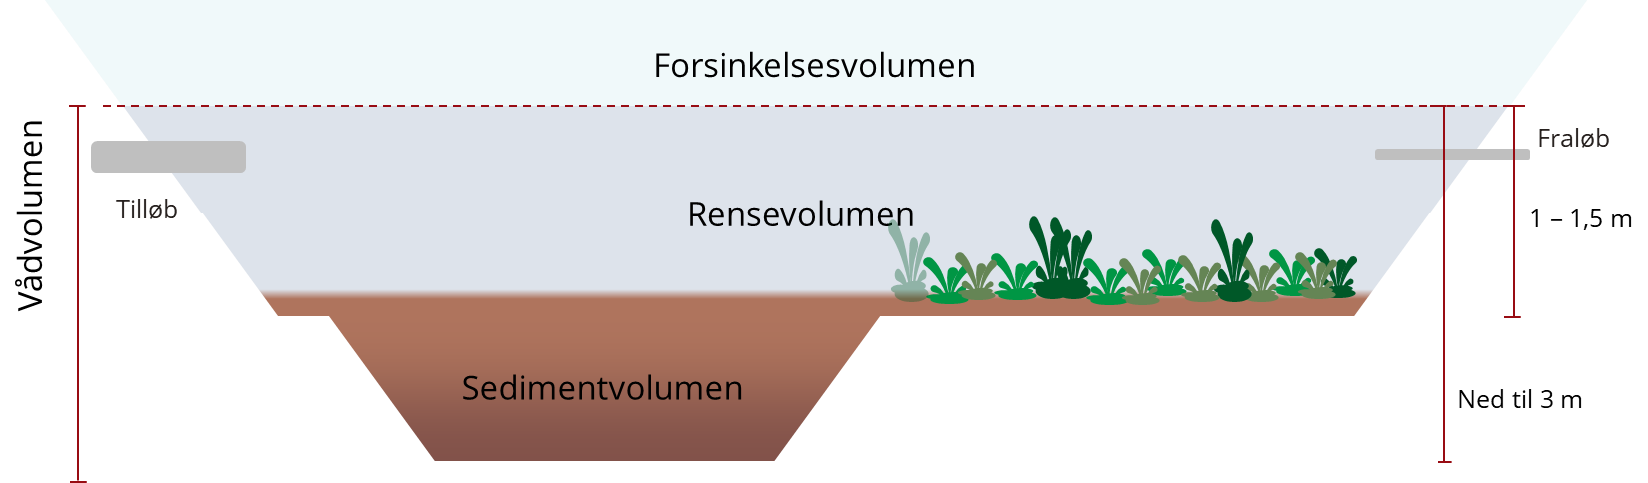 Forsinkelsesvolumen
Vådvolumen
Fraløb
Tilløb
Rensevolumen
1 – 1,5 m
Sedimentvolumen
Ned til 3 m